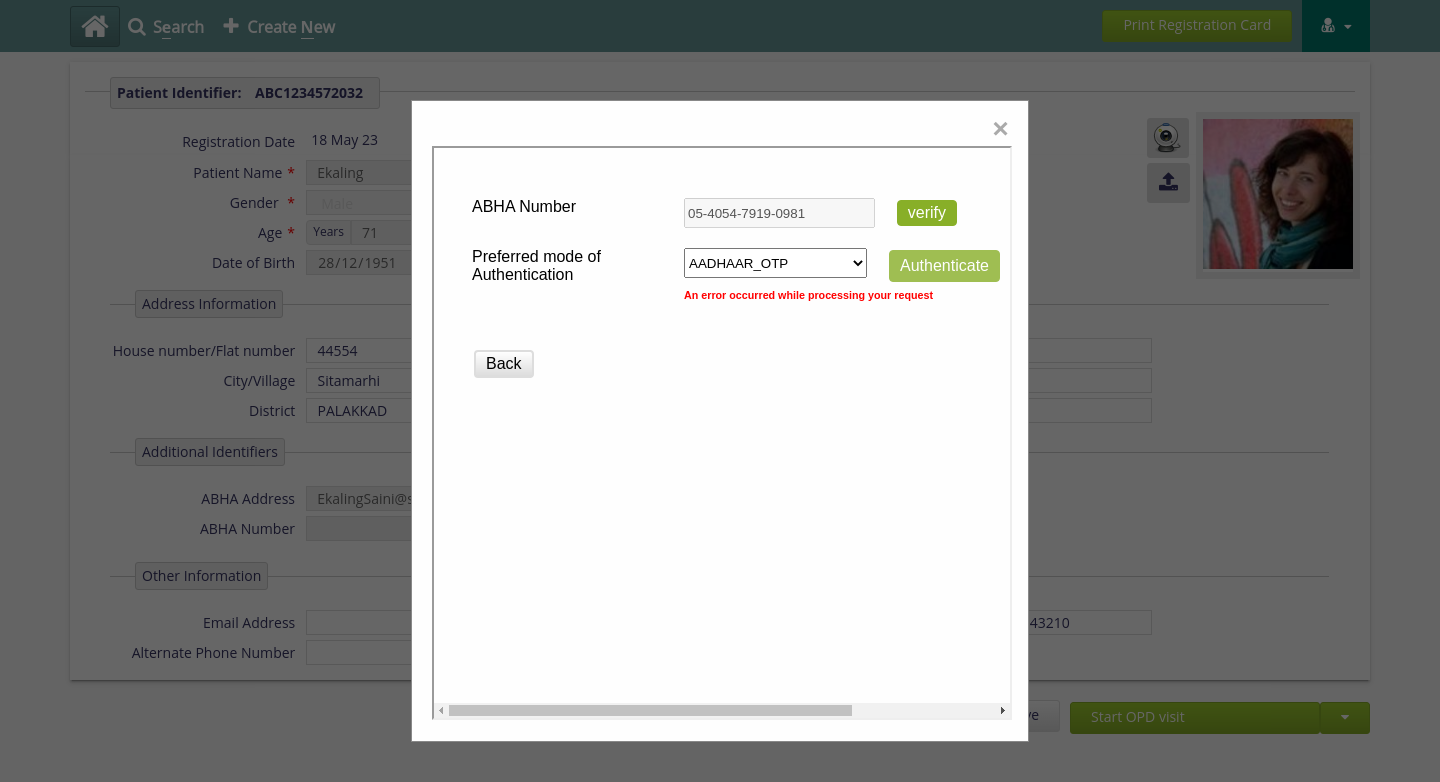 Search
Create New
Print Registration Card
Patient Identifier: ABC1234572032
Registration Date 18 May 23
Patient Name * Ekaling
Gender * Male
Age * Years 71
Date of Birth 28/12/1951
Address Information
House number/Flat number 44554
City/Village Sitamarhi
District PALAKKAD
Additional Identifiers
ABHA Address EkalingSaini@s
ABHA Number
Other Information
Email Address
43210
Alternate Phone Number
Start OPD visit
×
ABHA Number 05-4054-7919-0981 verify
Preferred mode of
Authentication
AADHAAR_OTP Authenticate
An error occurred while processing your request
Back